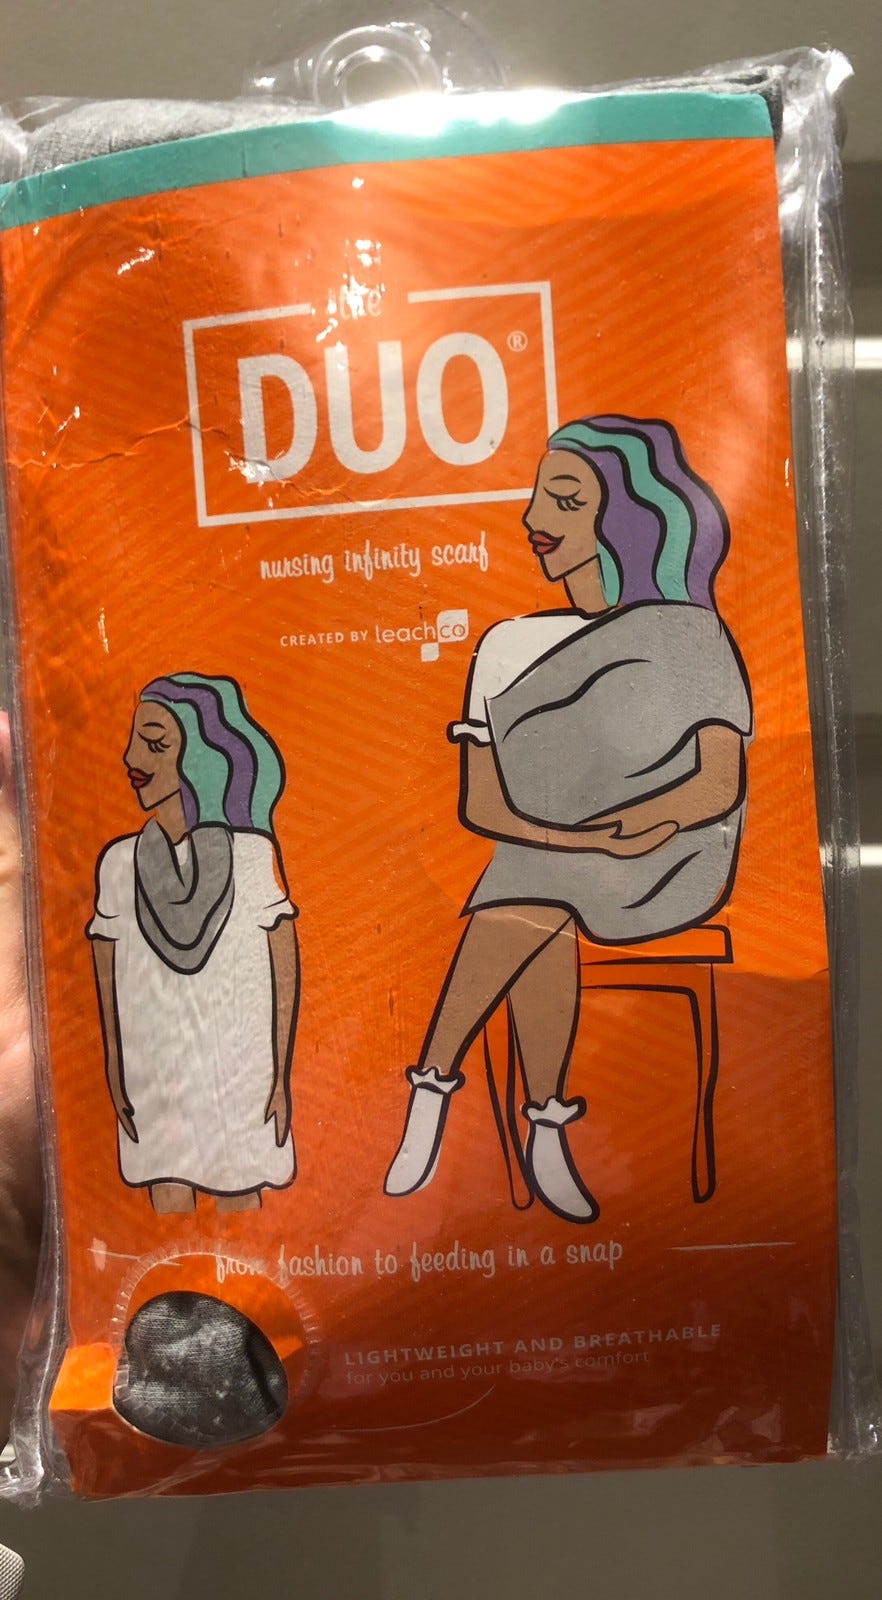 the
DUO®
nursing infinity scarf
CREATED BY leachco
from fashion to feeding in a snap
LIGHTWEIGHT AND BREATHABLE
for you and your baby's comfort